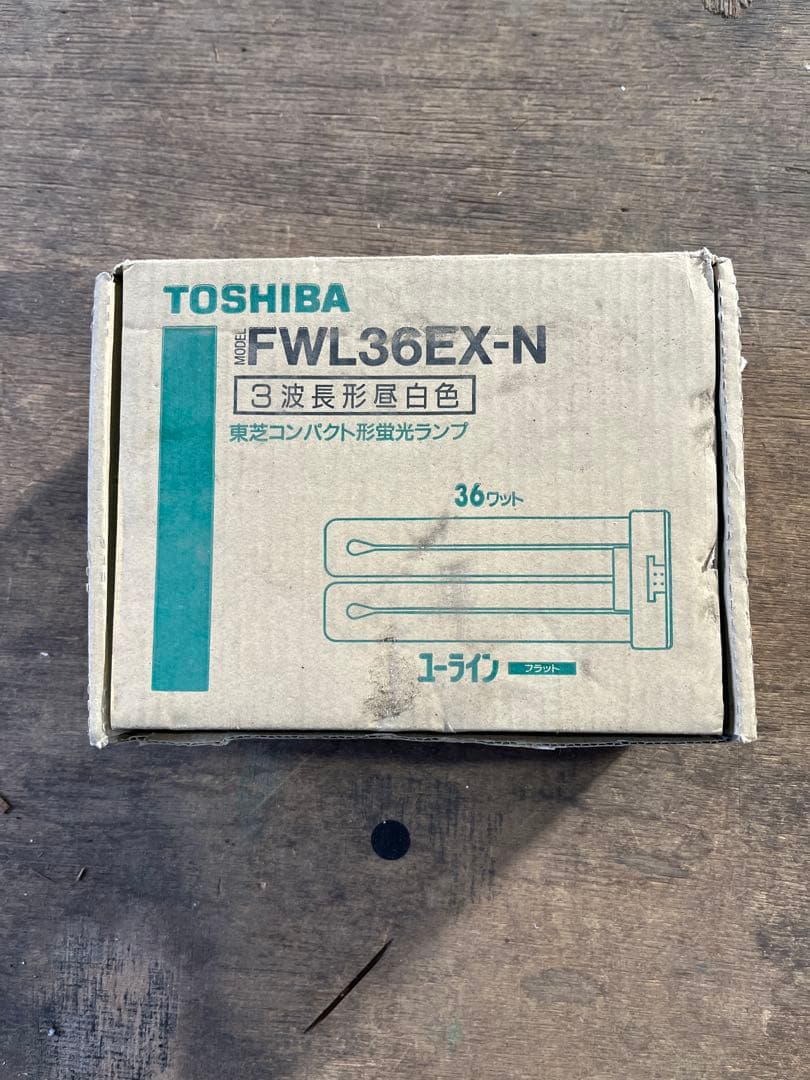 TOSHIBA
MODEL FWL36EX-N
3波長形昼白色
東芝コンパクト形蛍光ランプ
36ワット
ユーライン フラット